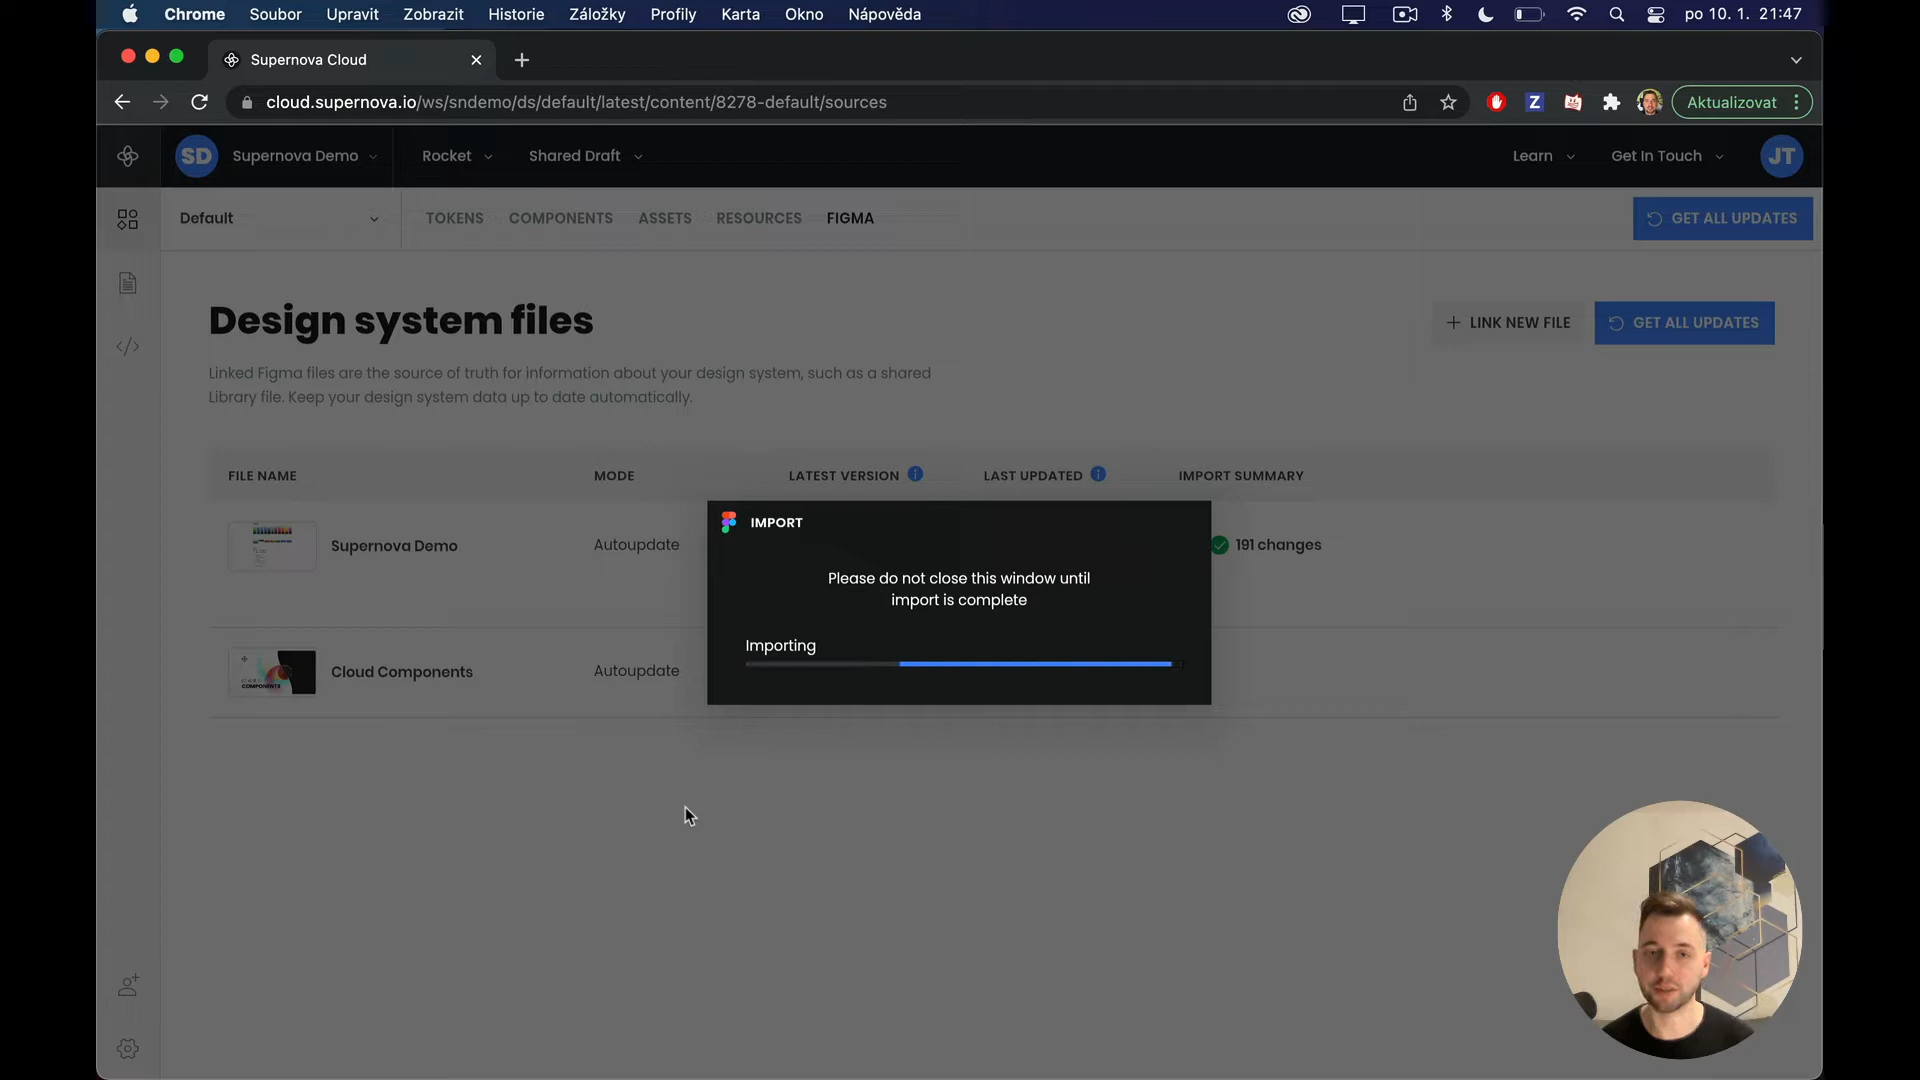 Chrome Soubor Upravit Zobrazit Historie Záložky Profily Karta Okno Nápověda po 10. 1. 21:47
Supernova Cloud
cloud.supernova.io/ws/sndemo/ds/default/latest/content/8278-default/sources
Z
Aktualizovat
SD Supernova Demo Rocket Shared Draft Learn Get In Touch JT
Default TOKENS COMPONENTS ASSETS RESOURCES FIGMA GET ALL UPDATES
Design system files
LINK NEW FILE GET ALL UPDATES
Linked Figma files are the source of truth for information about your design system, such as a shared
Library file. Keep your design system data up to date automatically.
FILE NAME MODE LATEST VERSION LAST UPDATED IMPORT SUMMARY
IMPORT
Supernova Demo Autoupdate 191 changes
Please do not close this window until
import is complete
Importing
Cloud Components Autoupdate
COMPONENTS